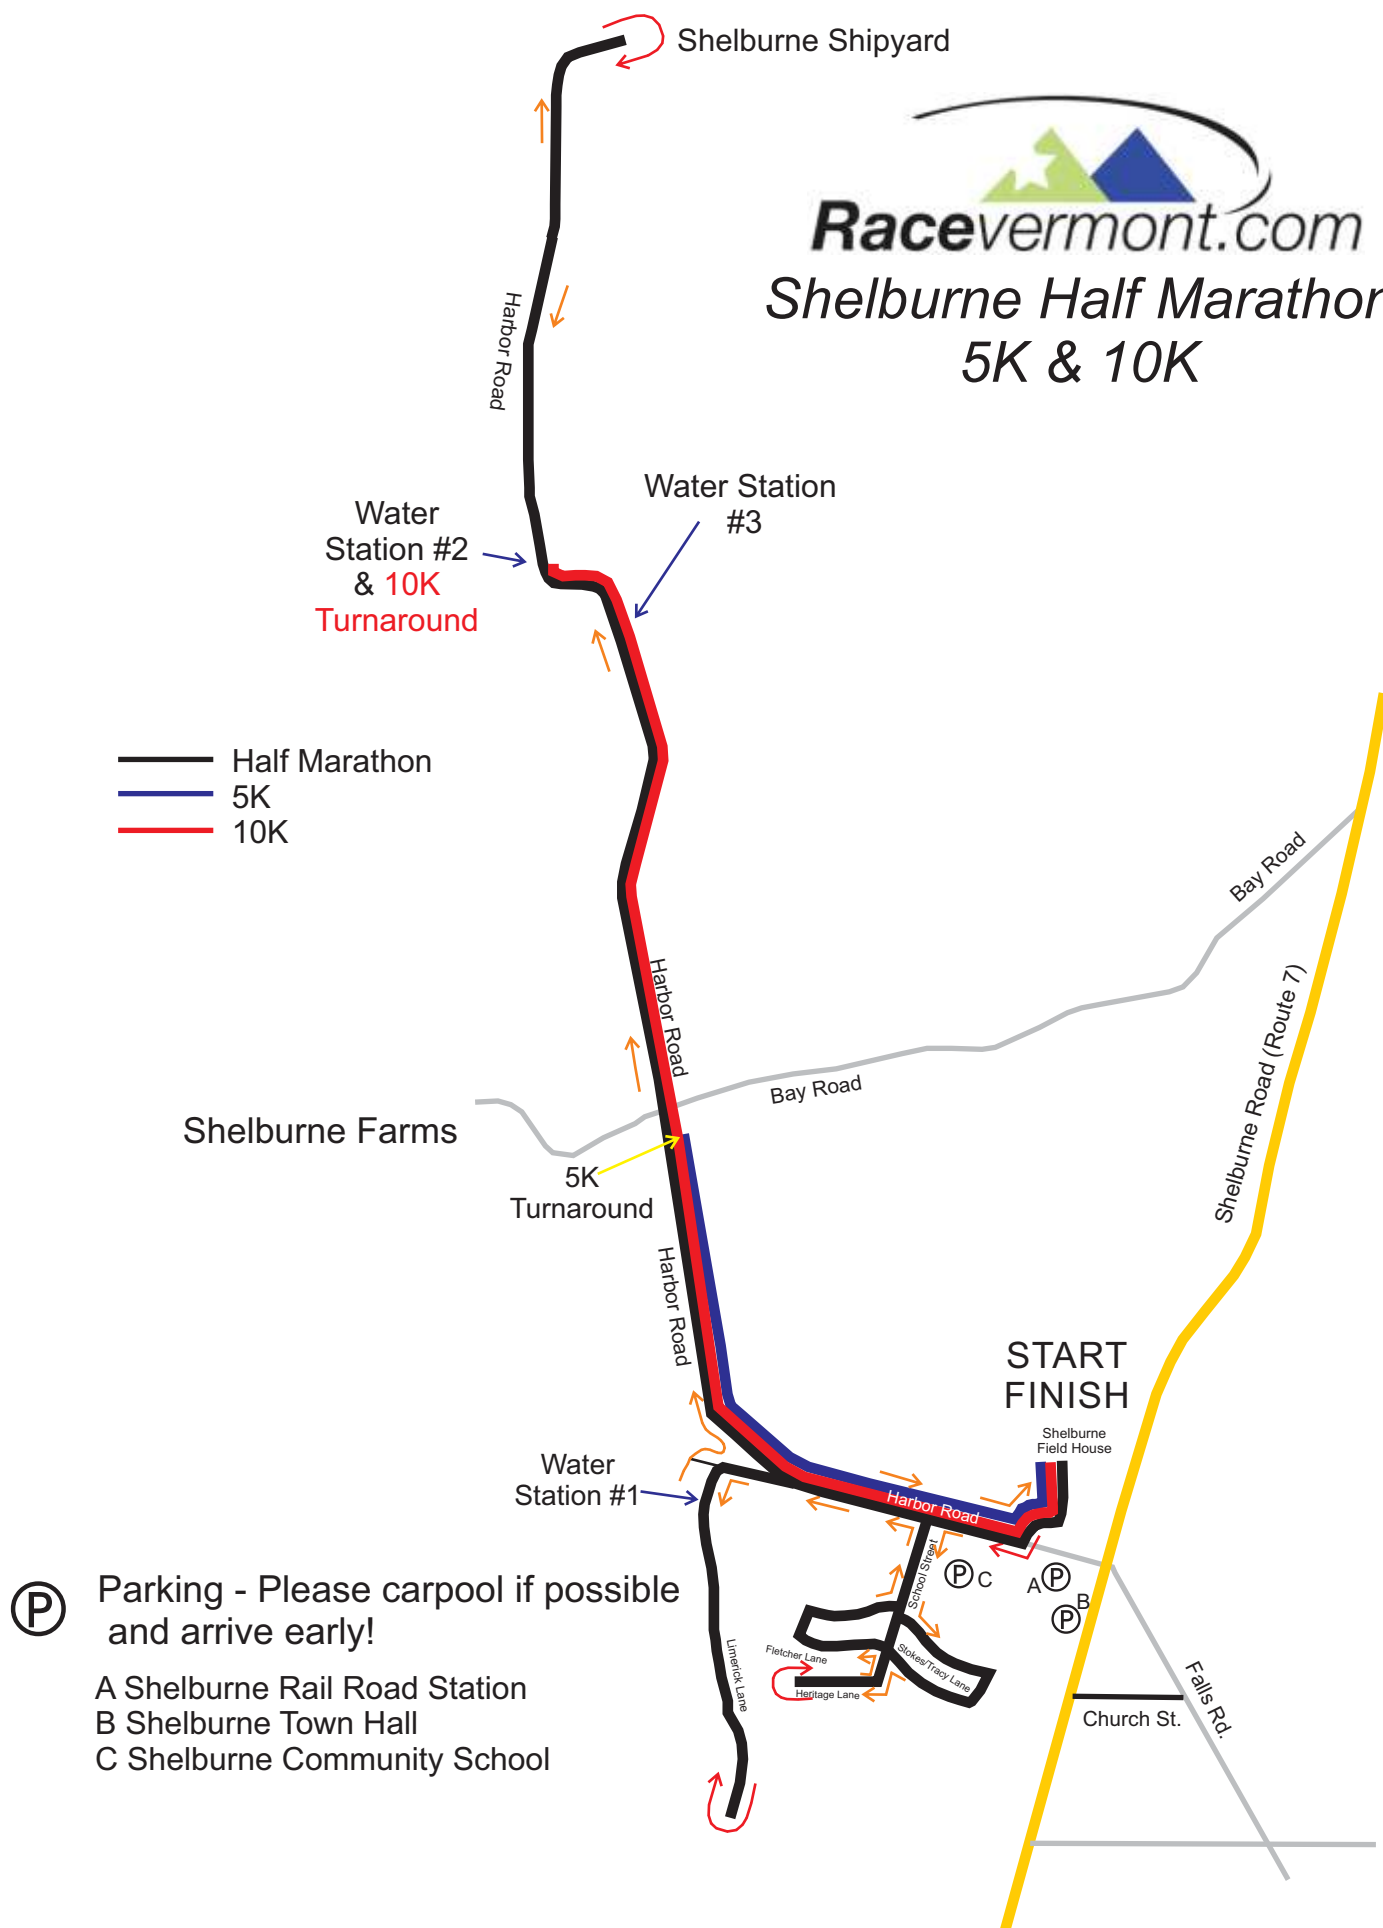 Shelburne Shipyard
Racevermont.com
Shelburne Half Marathon
5K & 10K
Harbor Road
Water Station
#3
Water
Station #2
& 10K
Turnaround
Half Marathon
5K
10K
Bay Road
Harbor Road
Shelburne Road (Route 7)
Bay Road
Shelburne Farms
5K
Turnaround
Harbor Road
START
FINISH
Shelburne
Field House
Water
Station #1
Harbor Road
School Street
P C
A P
B
P
P Parking - Please carpool if possible
and arrive early!
Limerick Lane
Fletcher Lane
Stokes/Tracy Lane
Heritage Lane
Falls Rd.
Church St.
A Shelburne Rail Road Station
B Shelburne Town Hall
C Shelburne Community School